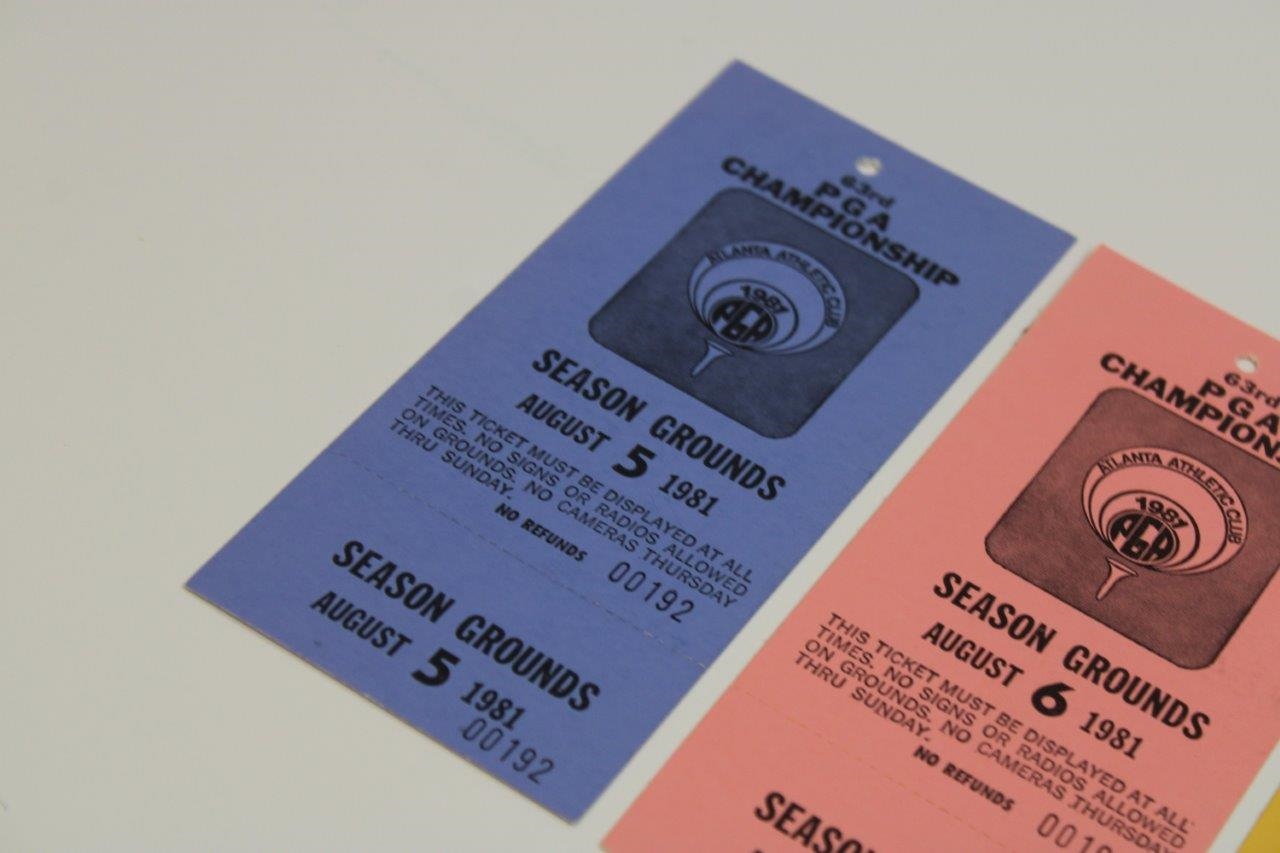 63rd
PGA
CHAMPIONSHIP
ATLANTA ATHLETIC CLUB
1981
PGA
SEASON GROUNDS
AUGUST 5 1981
THIS TICKET MUST BE DISPLAYED AT ALL
TIMES. NO SIGNS OR RADIOS ALLOWED
ON GROUNDS. NO CAMERAS THURSDAY
THRU SUNDAY.
NO REFUNDS
00192
SEASON GROUNDS
AUGUST 5 1981
00192
63rd
PGA
CHAMPIONS
ATLANTA ATHLETIC CLUB
1981
PGA
SEASON GROUNDS
AUGUST 6 1981
THIS TICKET MUST BE DISPLAYED AT ALL
TIMES. NO SIGNS OR RADIOS ALLOWED
ON GROUNDS. NO CAMERAS THURSDAY
THRU SUNDAY.
NO REFUNDS